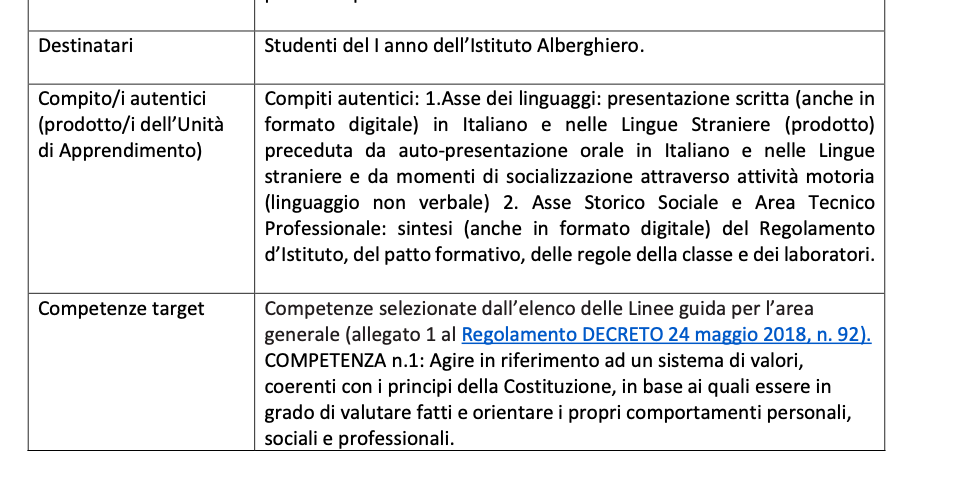 Destinatari
Studenti del I anno dell’Istituto Alberghiero.
Compito/i autentici
(prodotto/i dell’Unità
di Apprendimento)
Compiti autentici: 1.Asse dei linguaggi: presentazione scritta (anche in
formato digitale) in Italiano e nelle Lingue Straniere (prodotto)
preceduta da auto-presentazione orale in Italiano e nelle Lingue
straniere e da momenti di socializzazione attraverso attività motoria
(linguaggio non verbale) 2. Asse Storico Sociale e Area Tecnico
Professionale: sintesi (anche in formato digitale) del Regolamento
d’Istituto, del patto formativo, delle regole della classe e dei laboratori.
Competenze target
Competenze selezionate dall’elenco delle Linee guida per l’area
generale (allegato 1 al Regolamento DECRETO 24 maggio 2018, n. 92).
COMPETENZA n.1: Agire in riferimento ad un sistema di valori,
coerenti con i principi della Costituzione, in base ai quali essere in
grado di valutare fatti e orientare i propri comportamenti personali,
sociali e professionali.